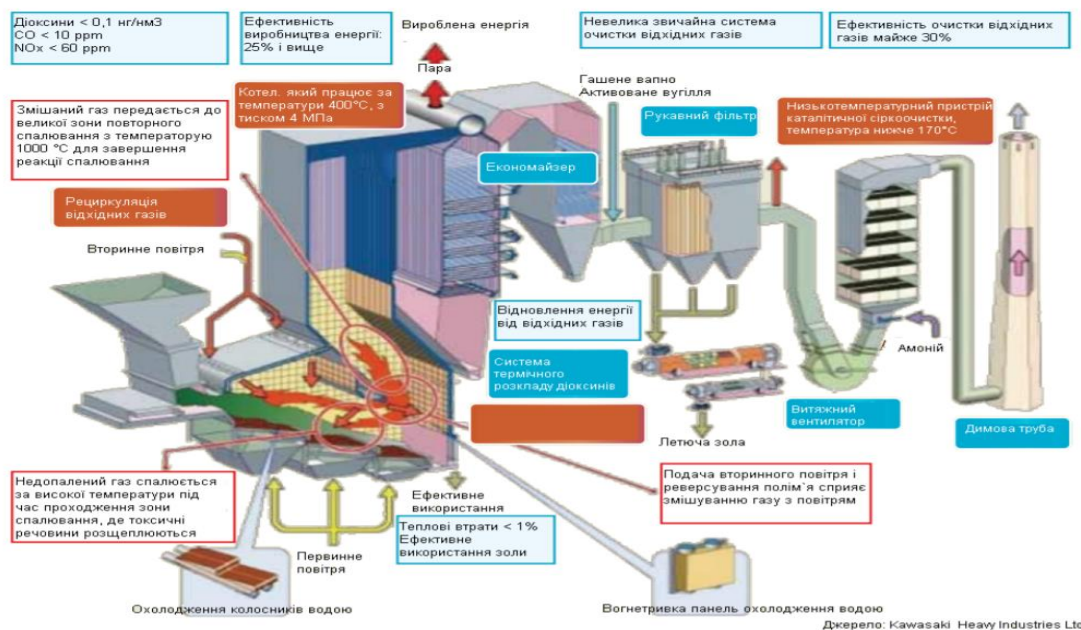 Діоксини < 0,1 нг/нм3
CO < 10 ppm
NOx < 60 ppm
Ефективність
виробництва енергії:
25% і вище
Вироблена енергія
Невелика звичайна система
очистки відхідних газів
Ефективність очистки відхідних
газів майже 30%
Пара
Змішаний газ передається до
великої зони повторного
спалювання з температорую
1000 °C для завершення
реакції спалювання
Котел. який працює за
температури 400°C, з
тиском 4 МПа
Гашене вапно
Активоване вугілля
Рукавний фільтр
Низькотемпературний пристрій
каталітичної сіркоочистки,
температура нижче 170°C
Економайзер
Рециркуляція
відхідних газів
Вторинне повітря
Відновлення енергії
від відхідних газів
Амоній
Система
термічного
розкладу діоксинів
Витяжний
вентилятор
Димова труба
Летюча зола
Недопалений газ спалюється
за високої температури під
час проходження зони
спалювання, де токсичні
речовини розщеплюються
Ефективне
використання
Теплові втрати < 1%
Ефективне
використання золи
Подача вторинного повітря і
реверсування полім`я сприяє
змішуванню газу з повітрям
Первинне
повітря
Охолодження колосників водою
Вогнетривка панель охолодження водою
Джерело: Kawasaki Heavy Industries Ltd